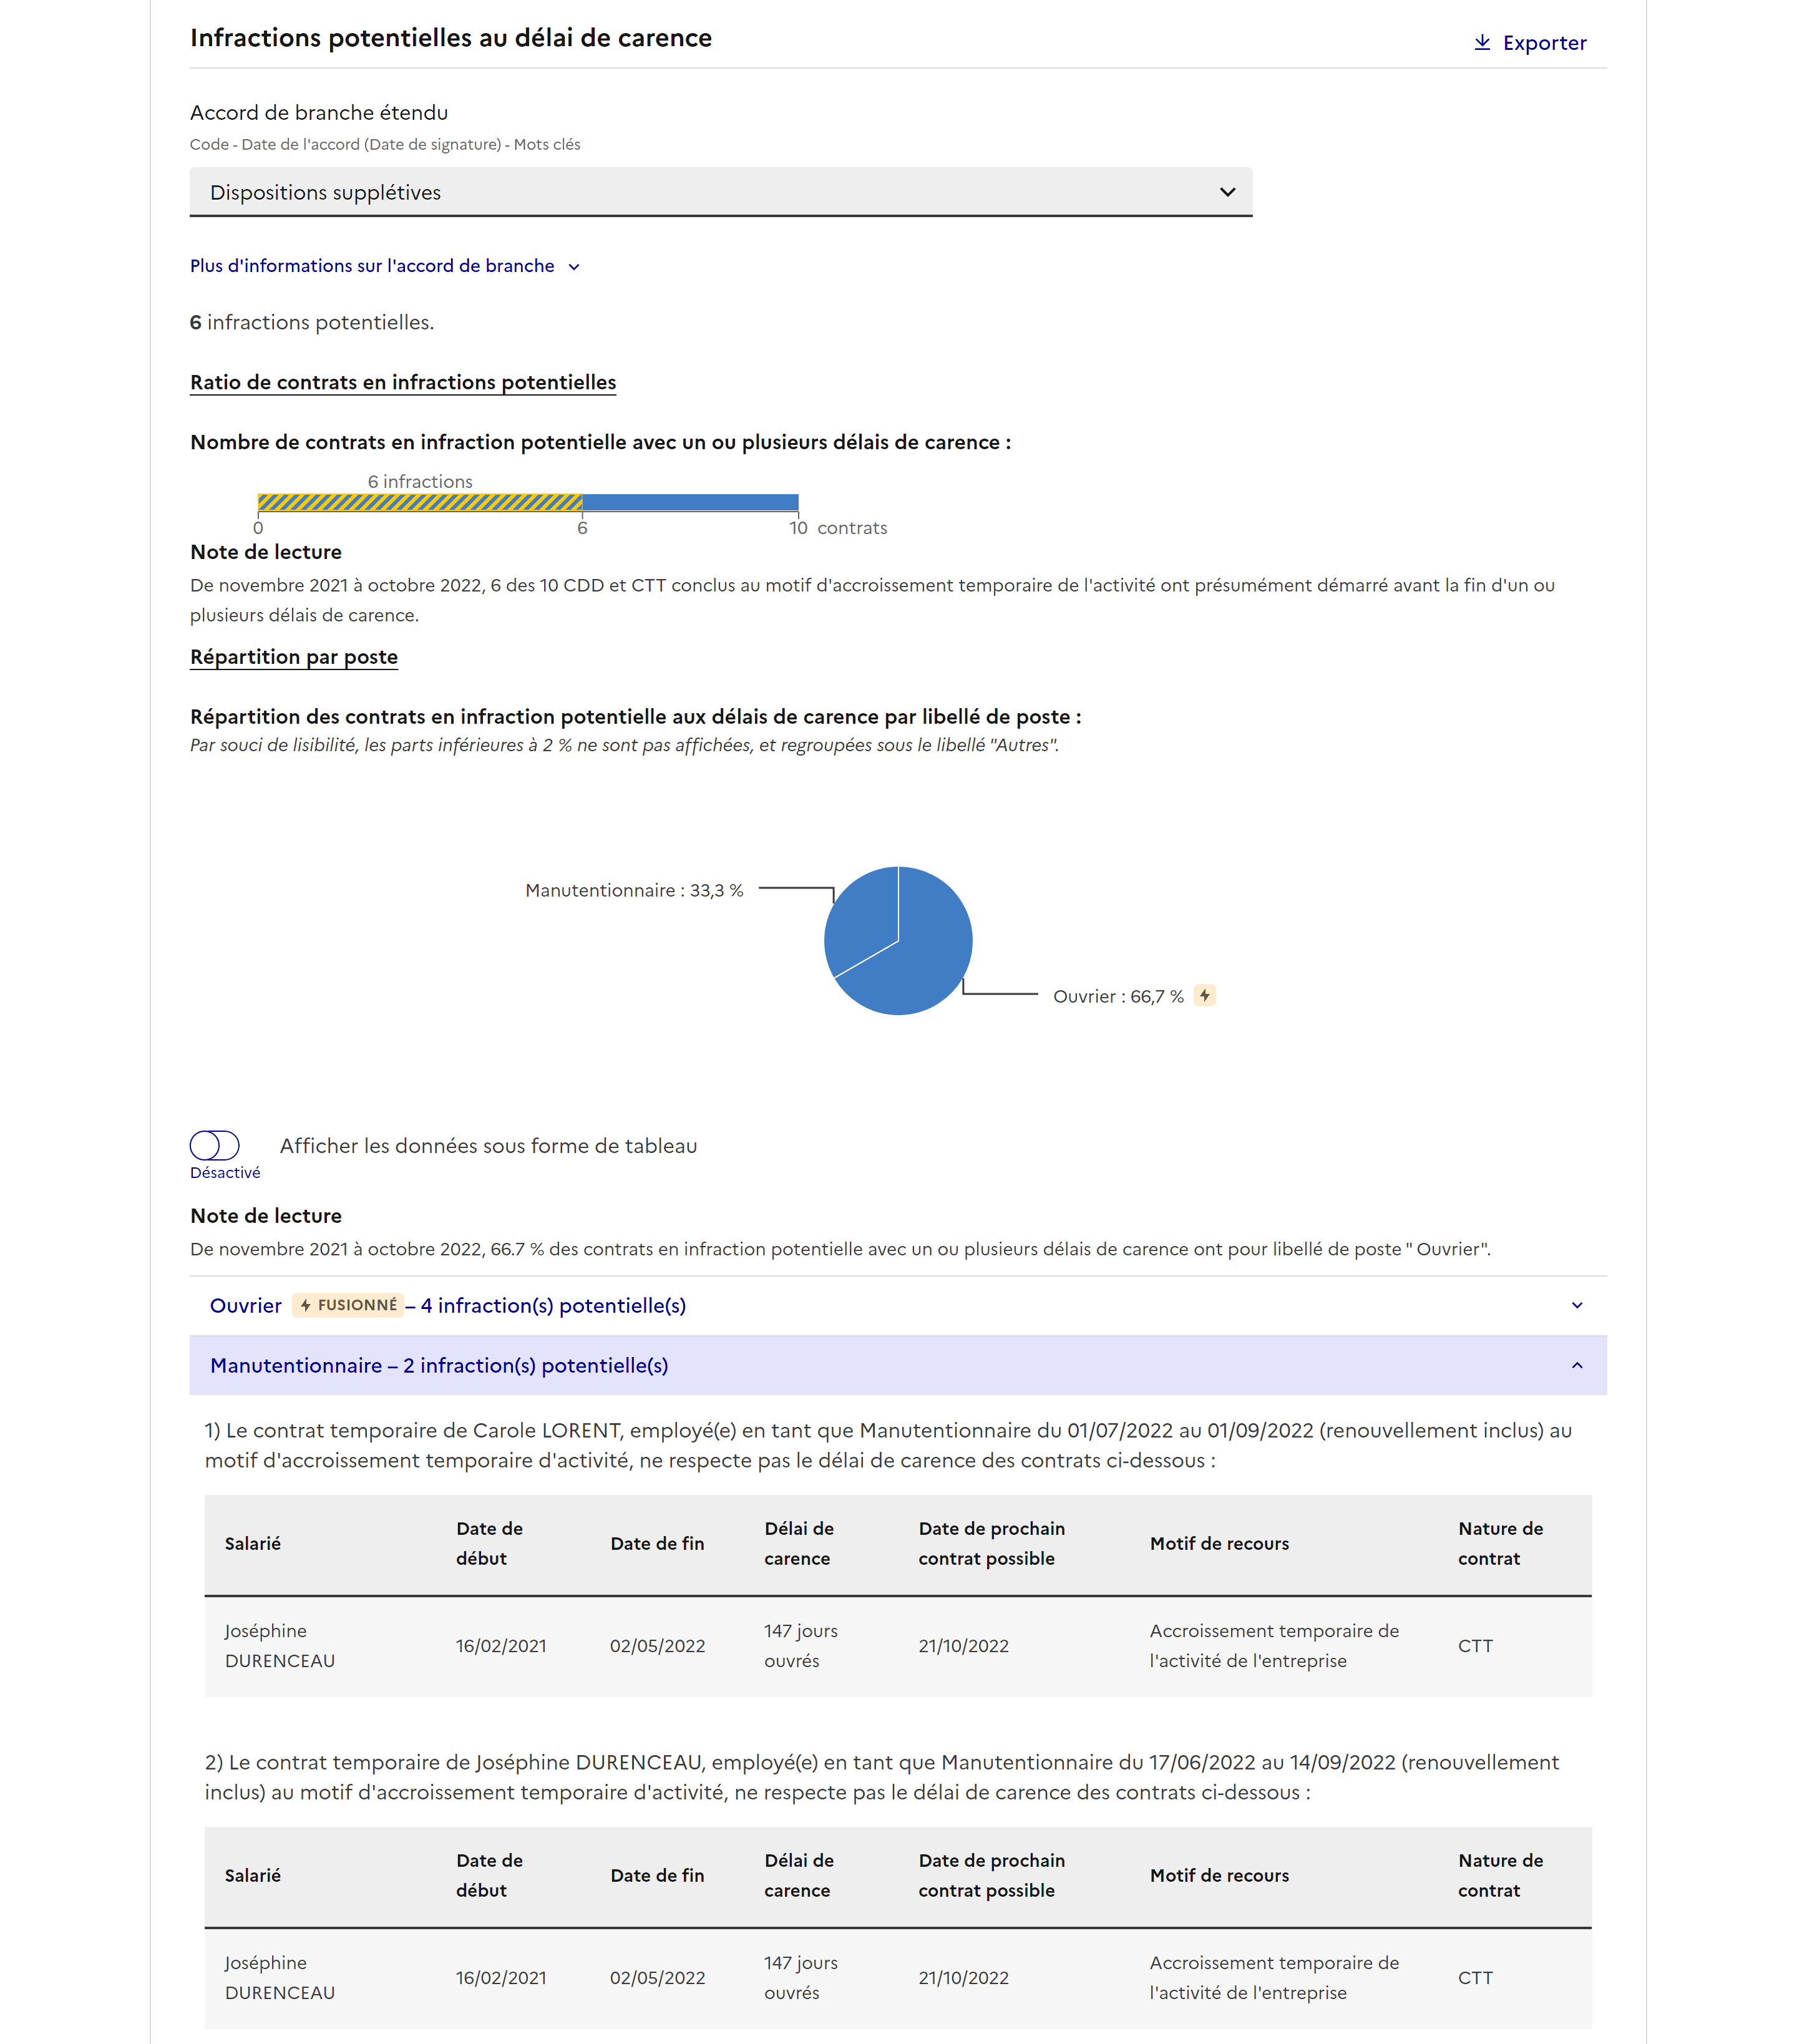 Infractions potentielles au délai de carence
Exporter
Accord de branche étendu
Code - Date de l'accord (Date de signature) - Mots clés
Dispositions supplétives
Plus d'informations sur l'accord de branche
6 infractions potentielles.
Ratio de contrats en infractions potentielles
Nombre de contrats en infraction potentielle avec un ou plusieurs délais de carence :
6 infractions
0 6 10 contrats
Note de lecture
De novembre 2021 à octobre 2022, 6 des 10 CDD et CTT conclus au motif d'accroissement temporaire de l'activité ont présumément démarré avant la fin d'un ou
plusieurs délais de carence.
Répartition par poste
Répartition des contrats en infraction potentielle aux délais de carence par libellé de poste :
Par souci de lisibilité, les parts inférieures à 2 % ne sont pas affichées, et regroupées sous le libellé "Autres".
Manutentionnaire : 33,3 %
Ouvrier : 66,7 %
Afficher les données sous forme de tableau
Désactivé
Note de lecture
De novembre 2021 à octobre 2022, 66.7 % des contrats en infraction potentielle avec un ou plusieurs délais de carence ont pour libellé de poste " Ouvrier".
Ouvrier FUSIONNÉ – 4 infraction(s) potentielle(s)
Manutentionnaire – 2 infraction(s) potentielle(s)
1) Le contrat temporaire de Carole LORENT, employé(e) en tant que Manutentionnaire du 01/07/2022 au 01/09/2022 (renouvellement inclus) au
motif d'accroissement temporaire d'activité, ne respecte pas le délai de carence des contrats ci-dessous :
Salarié
Date de
début
Date de fin
Délai de
carence
Date de prochain
contrat possible
Motif de recours
Nature de
contrat
Joséphine
DURENCEAU
16/02/2021
02/05/2022
147 jours
ouvrés
21/10/2022
Accroissement temporaire de
l'activité de l'entreprise
CTT
2) Le contrat temporaire de Joséphine DURENCEAU, employé(e) en tant que Manutentionnaire du 17/06/2022 au 14/09/2022 (renouvellement
inclus) au motif d'accroissement temporaire d'activité, ne respecte pas le délai de carence des contrats ci-dessous :
Salarié
Date de
début
Date de fin
Délai de
carence
Date de prochain
contrat possible
Motif de recours
Nature de
contrat
Joséphine
DURENCEAU
16/02/2021
02/05/2022
147 jours
ouvrés
21/10/2022
Accroissement temporaire de
l'activité de l'entreprise
CTT